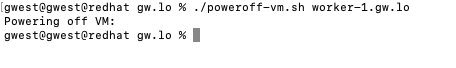 [gwest@gwest@redhat gw.lo % ./poweroff-vm.sh worker-1.gw.lo
Powering off VM:
gwest@gwest@redhat gw.lo %